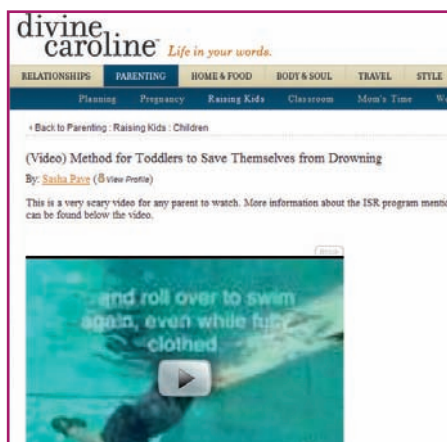 divine
caroline™ Life in your words.
RELATIONSHIPS PARENTING HOME & FOOD BODY & SOUL TRAVEL STYLE
Planning Pregnancy Raising Kids Classroom Mom's Time
‹ Back to Parenting : Raising Kids : Children
(Video) Method for Toddlers to Save Themselves from Drowning
By: Sasha Pave (View Profile)
This is a very scary video for any parent to watch. More information about the ISR program mentio
can be found below the video.
and roll over to swim
again, even while fully
clothed